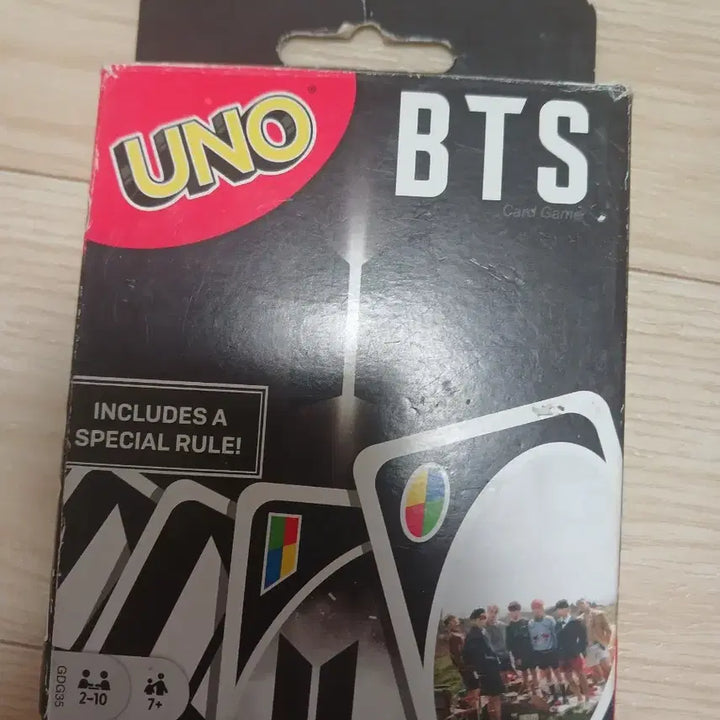 UNO
®
BTS
Card Game
INCLUDES A
SPECIAL RULE!
GDG35
2-10
7+